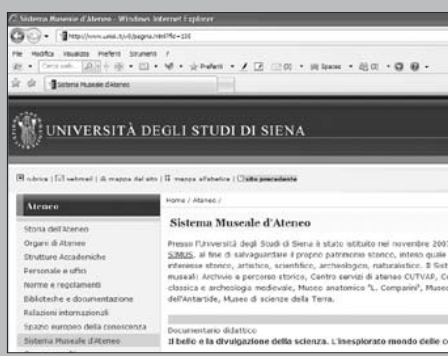 Sistema Museale d'Ateneo - Windows Internet Explorer
File Modifica Visualizza Preferiti Strumenti ?
Cerca web
Preferiti
Spaces
Sistema Museale d'Ateneo
UNIVERSITÀ DEGLI STUDI DI SIENA
rubrica | webmail | mappa del sito | mappa alfabetica | sito precedente
Ateneo
Storia dell'Ateneo
Organi di Ateneo
Strutture Accademiche
Personale e uffici
Norme e regolamenti
Biblioteche e documentazione
Relazioni internazionali
Spazio europeo della conoscenza
Sistema Museale d'Ateneo
Home / Ateneo /
Sistema Museale d'Ateneo
Presso l'Università degli Studi di Siena è stato istituito nel novembre 200
SIMUS, al fine di salvaguardare il proprio patrimonio storico, inteso quale
interesse storico, artistico, scientifico, archeologico, naturalistico. Il Sist
museali: Archivio e percorso storico, Centro servizi di ateneo CUTVAP, C
classica e archeologia medievale, Museo anatomico "L. Comparini", Museo
dell'Antartide, Museo di scienze della Terra.
Documentario didattico
Il bello e la divulgazione della scienza. L'inesplorato mondo delle c